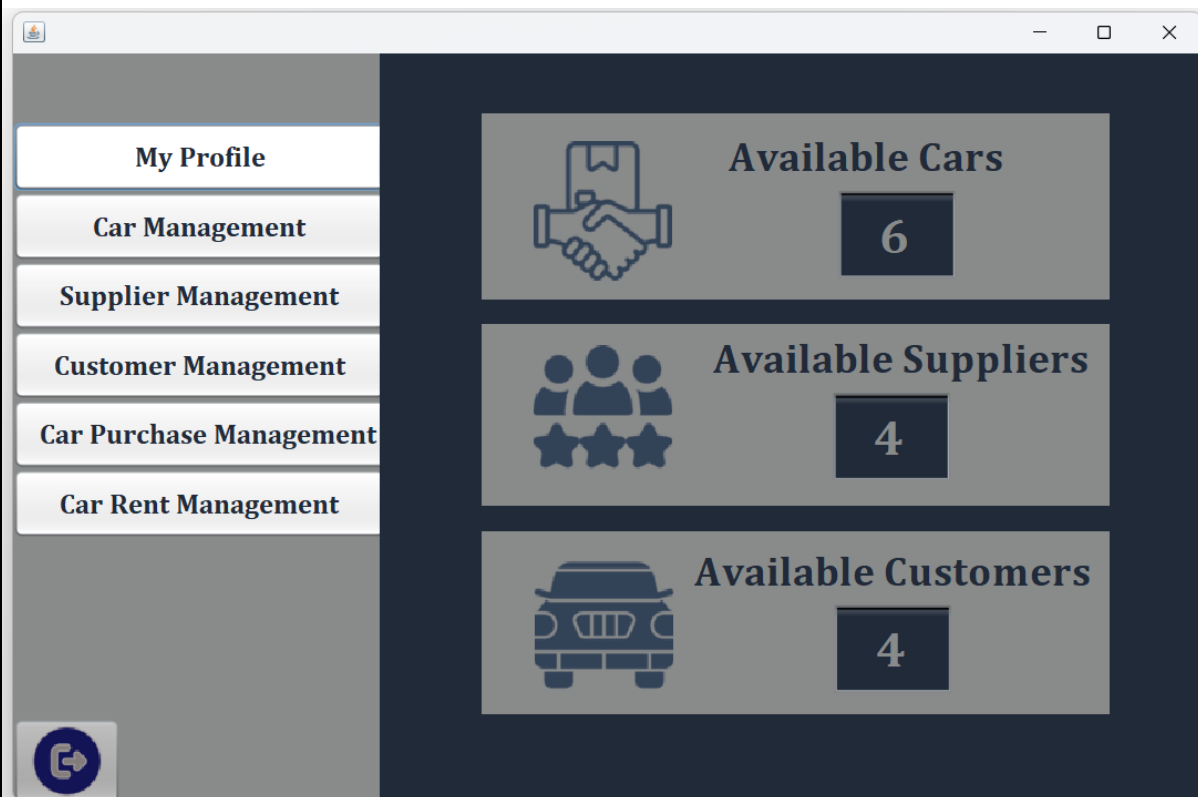 My Profile
Car Management
Supplier Management
Customer Management
Car Purchase Management
Car Rent Management
Available Cars
6
Available Suppliers
4
Available Customers
4